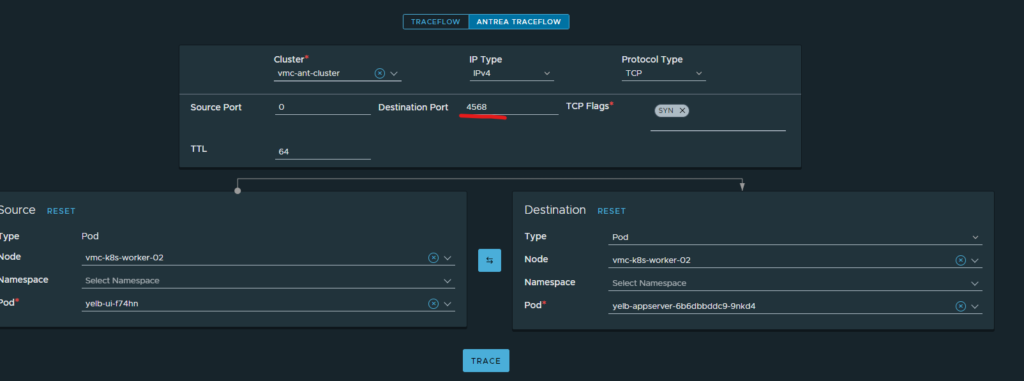 TRACEFLOW ANTREA TRACEFLOW
Cluster* IP Type Protocol Type
vmc-ant-cluster IPv4 TCP
Source Port 0 Destination Port 4568 TCP Flags* SYN
TTL 64
Source RESET
Type Pod
Node vmc-k8s-worker-02
Namespace Select Namespace
Pod* yelb-ui-f74hn
Destination RESET
Type Pod
Node vmc-k8s-worker-02
Namespace Select Namespace
Pod* yelb-appserver-6b6dbbddc9-9nkd4
TRACE